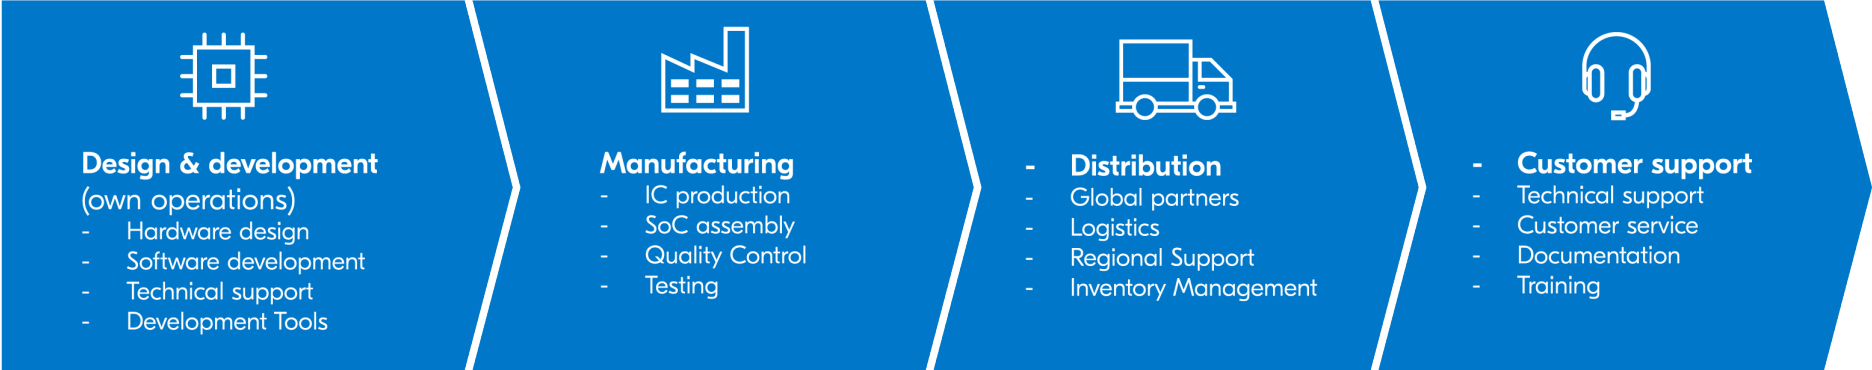 Design & development
(own operations)
- Hardware design
- Software development
- Technical support
- Development Tools
Manufacturing
- IC production
- SoC assembly
- Quality Control
- Testing
- Distribution
- Global partners
- Logistics
- Regional Support
- Inventory Management
- Customer support
- Technical support
- Customer service
- Documentation
- Training